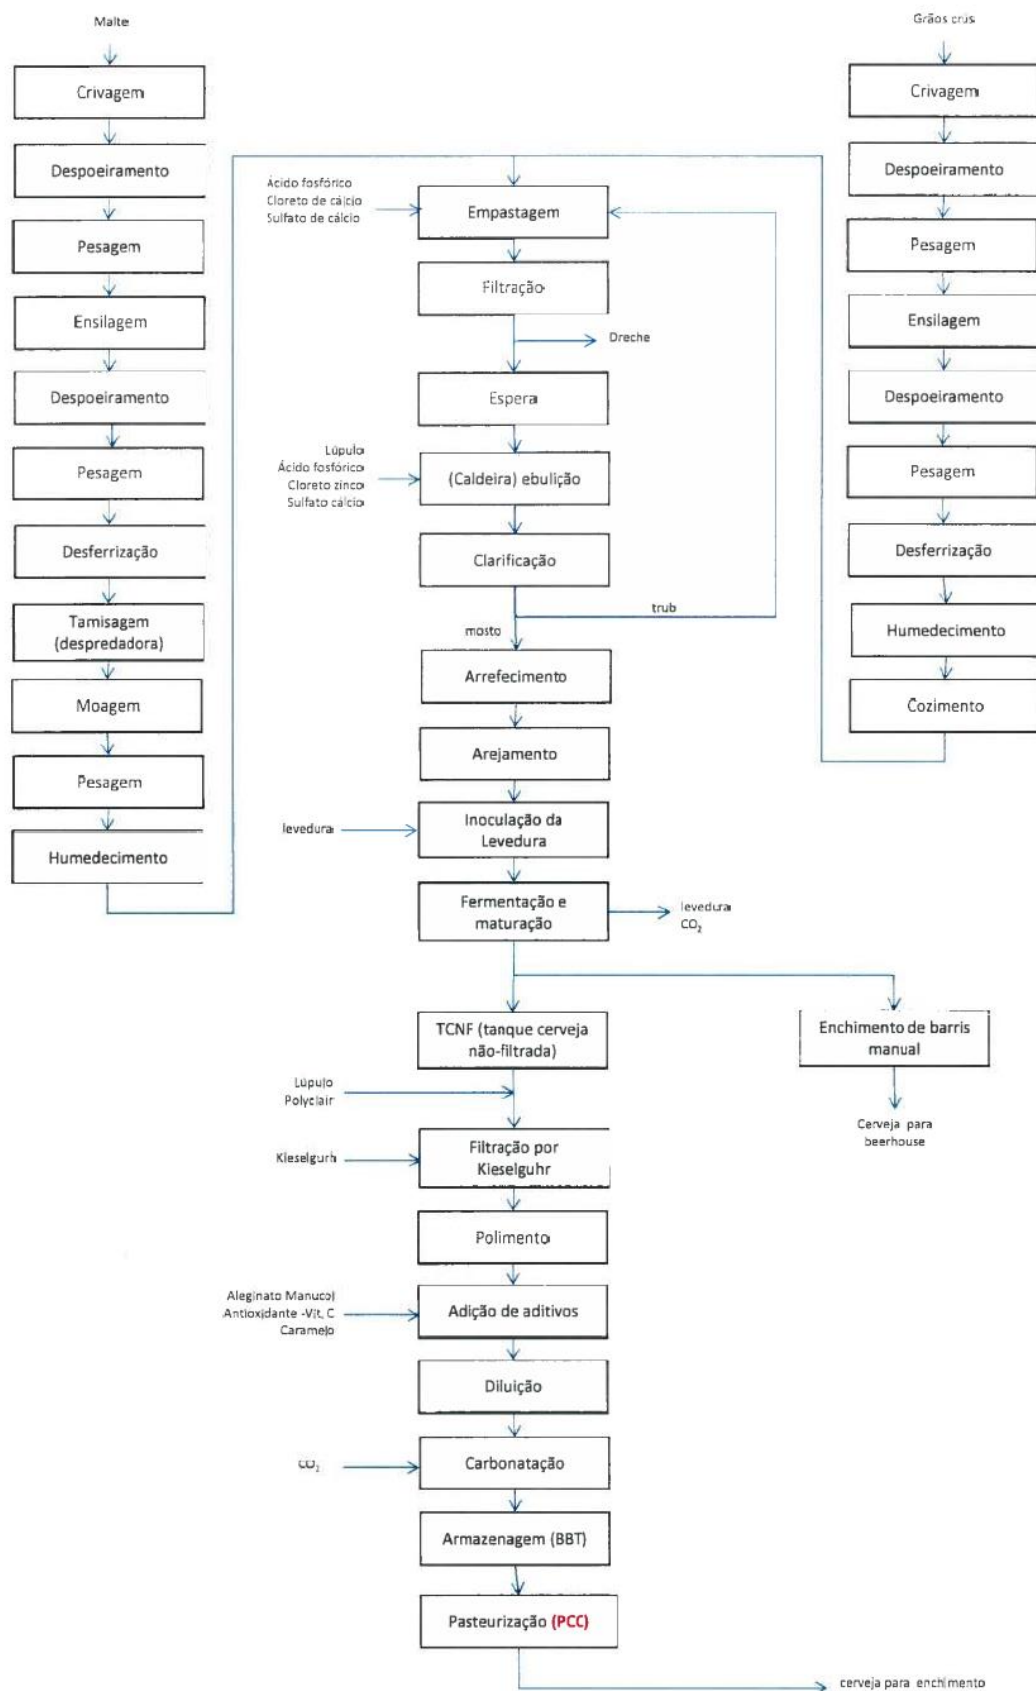 Malte
Crivagem
Despoeiramento
Pesagem
Ensilagem
Despoeiramento
Pesagem
Desferrização
Tamisagem
(despredadora)
Moagem
Pesagem
Humedecimento
Ácido fosfórico
Cloreto de cálcio
Sulfato de cálcio
Empastagem
Filtração
Dreche
Espera
Lúpulo
Ácido fosfórico
Cloreto zinco
Sulfato cálcio
(Caldeira) ebulição
Clarificação
trub
mosto
Arrefecimento
Arejamento
levedura
Inoculação da
Levedura
Fermentação e
maturação
levedura
CO₂
TCNF (tanque cerveja
não-filtrada)
Enchimento de barris
manual
Cerveja para
beerhouse
Lúpulo
Polyclair
Kieselgurh
Filtração por
Kieselguhr
Polimento
Aleginato Manucol
Antioxidante -Vit, C
Caramelo
Adição de aditivos
Diluição
CO₂
Carbonatação
Armazenagem (BBT)
Pasteurização (PCC)
cerveja para enchimento
Grãos crús
Crivagem
Despoeiramento
Pesagem
Ensilagem
Despoeiramento
Pesagem
Desferrização
Humedecimento
Cozimento